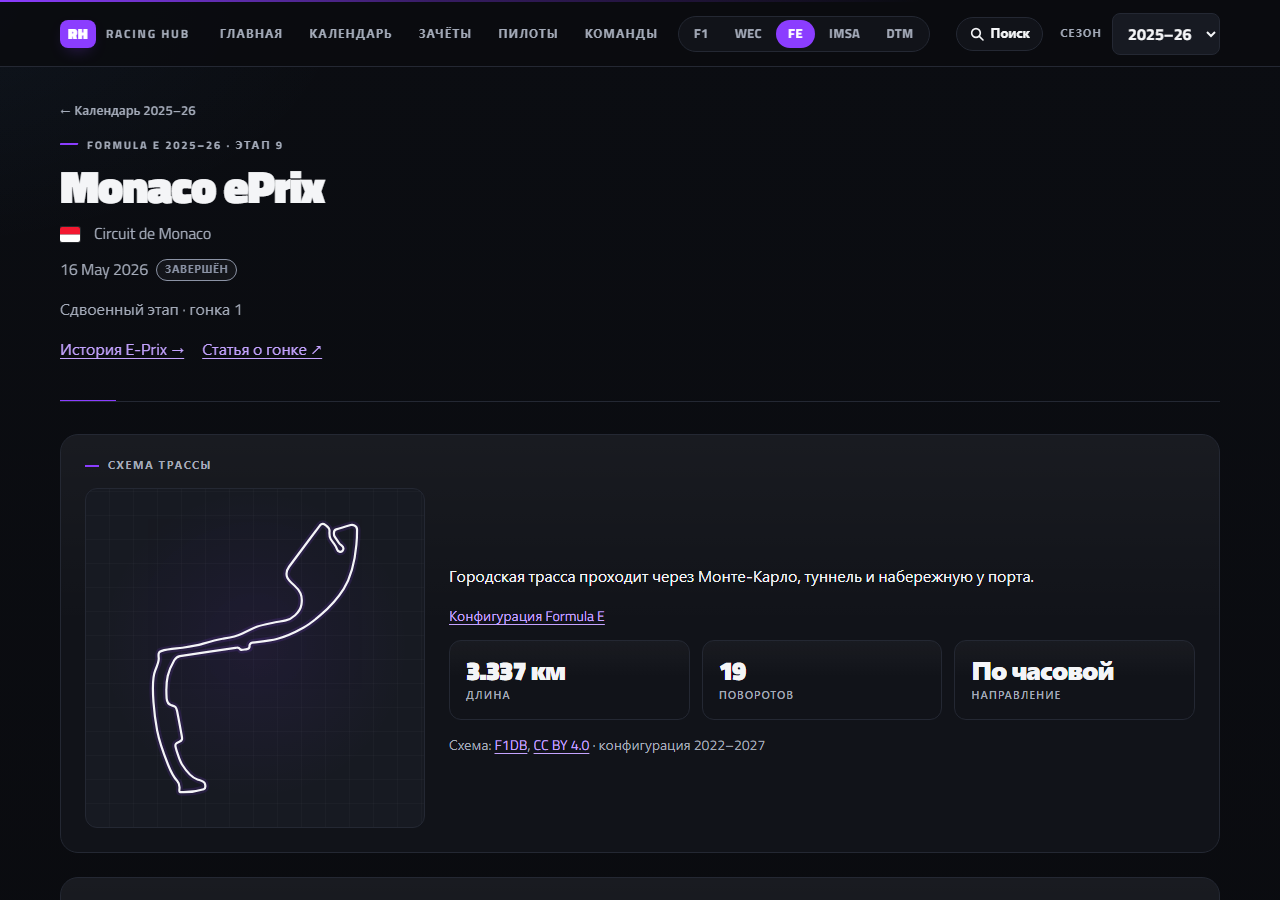 RH RACING HUB ГЛАВНАЯ КАЛЕНДАРЬ ЗАЧЁТЫ ПИЛОТЫ КОМАНДЫ F1 WEC FE IMSA DTM Поиск СЕЗОН 2025–26
← Календарь 2025–26
FORMULA E 2025–26 · ЭТАП 9
Monaco ePrix
Circuit de Monaco
16 May 2026 ЗАВЕРШЁН
Сдвоенный этап · гонка 1
История E-Prix → Статья о гонке ↗
СХЕМА ТРАССЫ
Городская трасса проходит через Монте-Карло, туннель и набережную у порта.
Конфигурация Formula E
3.337 км 19 По часовой
ДЛИНА ПОВОРОТОВ НАПРАВЛЕНИЕ
Схема: F1DB, CC BY 4.0 · конфигурация 2022–2027